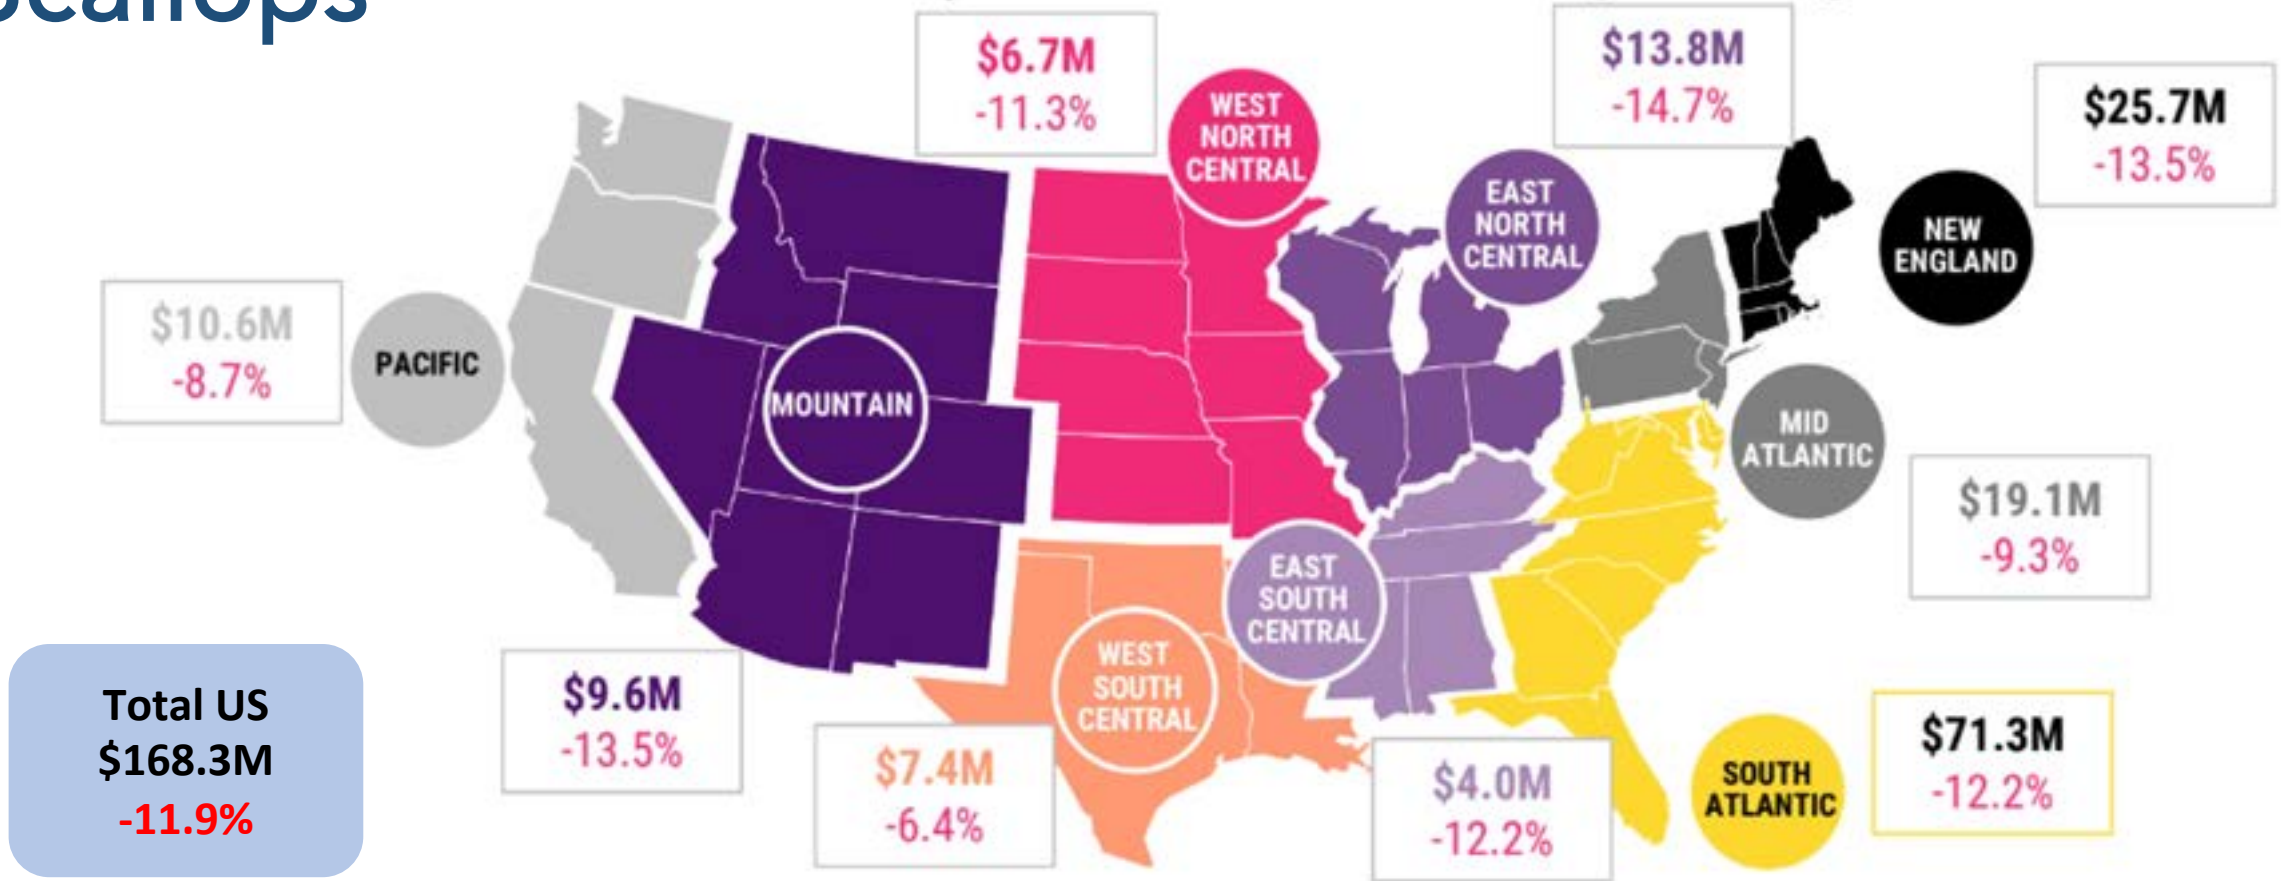 Scallops
$6.7M
-11.3%
WEST
NORTH
CENTRAL
$13.8M
-14.7%
EAST
NORTH
CENTRAL
$25.7M
-13.5%
NEW
ENGLAND
$10.6M
-8.7%
PACIFIC
MOUNTAIN
MID
ATLANTIC
$19.1M
-9.3%
EAST
SOUTH
CENTRAL
WEST
SOUTH
CENTRAL
Total US
$168.3M
-11.9%
$9.6M
-13.5%
$7.4M
-6.4%
$4.0M
-12.2%
SOUTH
ATLANTIC
$71.3M
-12.2%